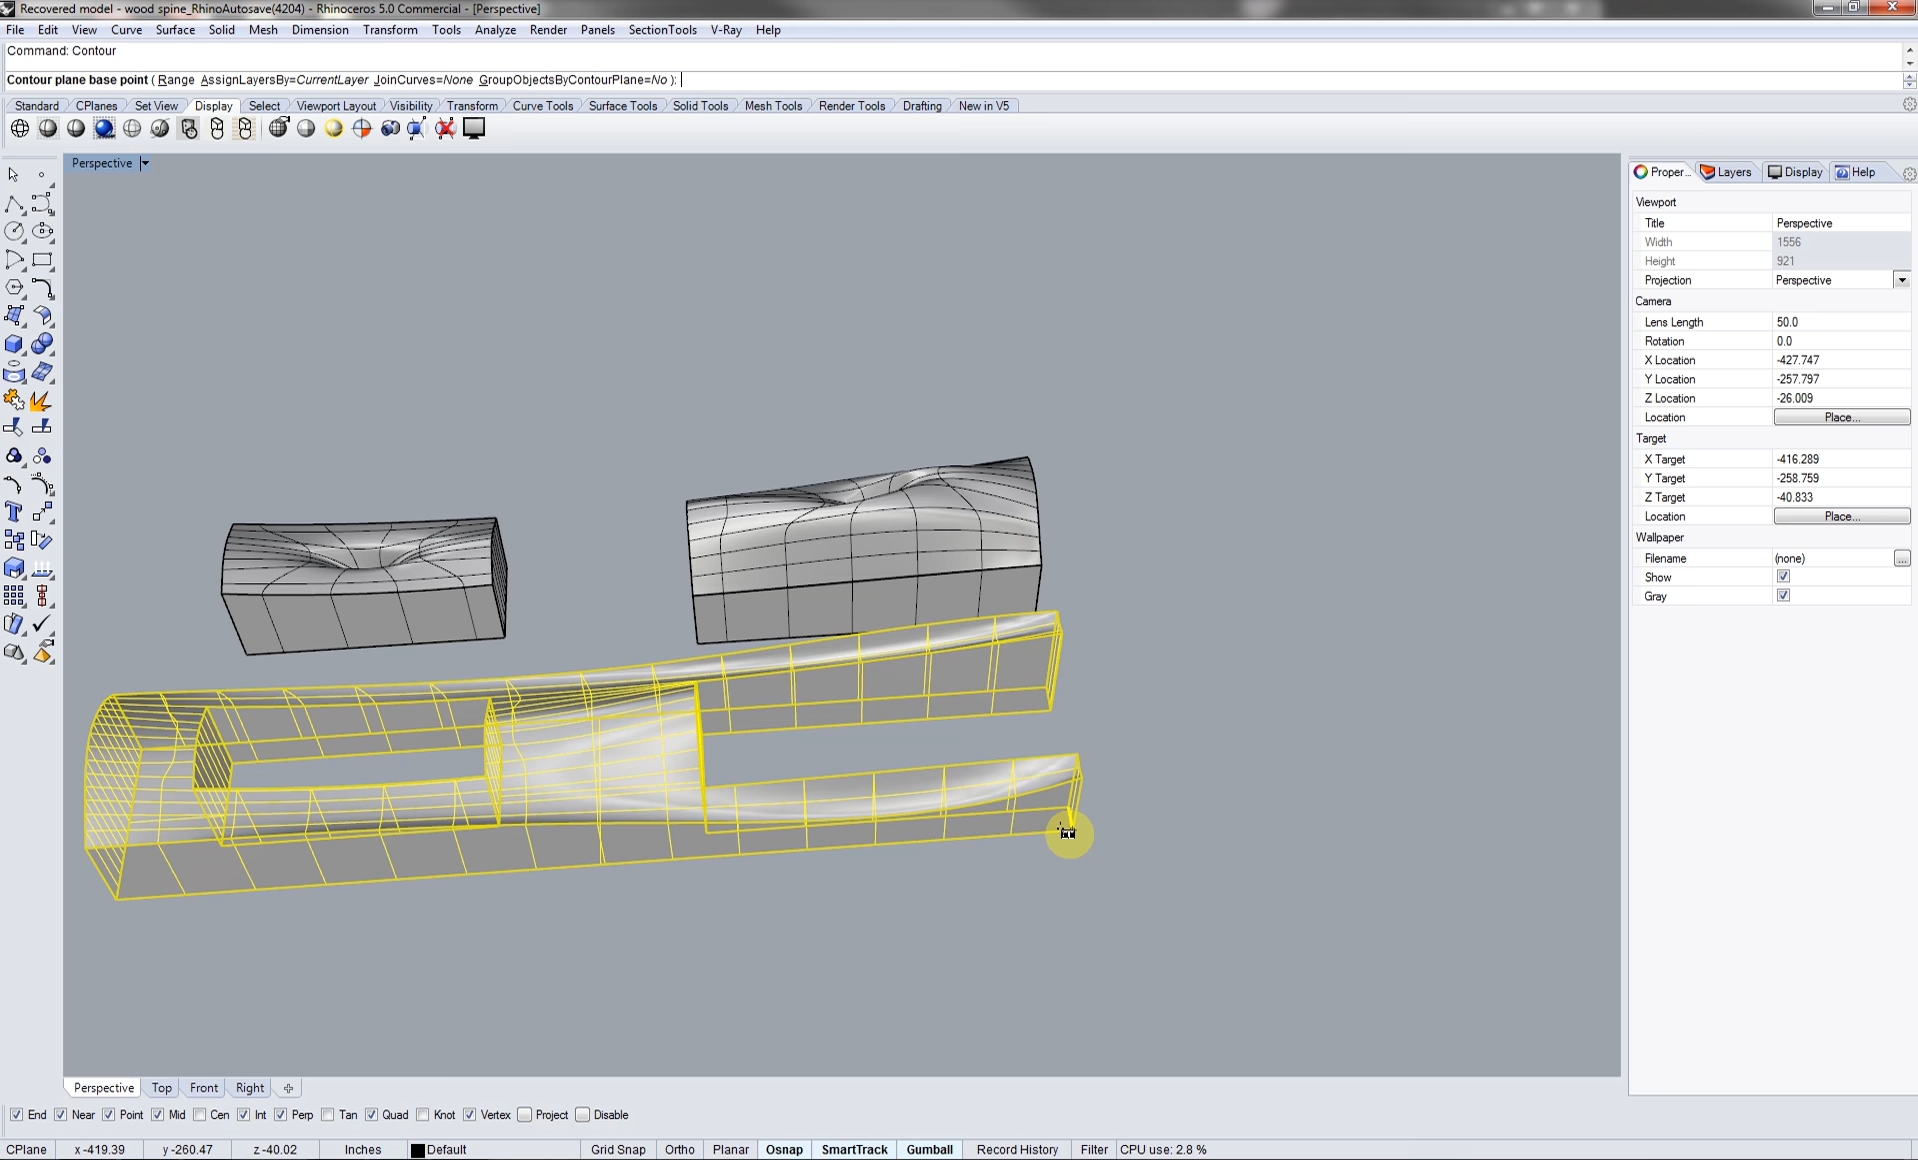 Recovered model - wood spine_RhinoAutosave(4204) - Rhinoceros 5.0 Commercial - [Perspective]
File Edit View Curve Surface Solid Mesh Dimension Transform Tools Analyze Render Panels SectionTools V-Ray Help
Command: Contour
Contour plane base point ( Range AssignLayersBy=CurrentLayer JoinCurves=None GroupObjectsByContourPlane=No ):
Standard CPlanes Set View Display Select Viewport Layout Visibility Transform Curve Tools Surface Tools Solid Tools Mesh Tools Render Tools Drafting New in V5
Perspective
Proper... Layers Display Help
Viewport
Title Perspective
Width 1556
Height 921
Projection Perspective
Camera
Lens Length 50.0
Rotation 0.0
X Location -427.747
Y Location -257.797
Z Location -26.009
Location Place...
Target
X Target -416.289
Y Target -258.759
Z Target -40.833
Location Place...
Wallpaper
Filename (none) ...
Show
Gray
Perspective Top Front Right
End Near Point Mid Cen Int Perp Tan Quad Knot Vertex Project Disable
CPlane x -419.39 y -260.47 z -40.02 Inches Default Grid Snap Ortho Planar Osnap SmartTrack Gumball Record History Filter CPU use: 2.8 %